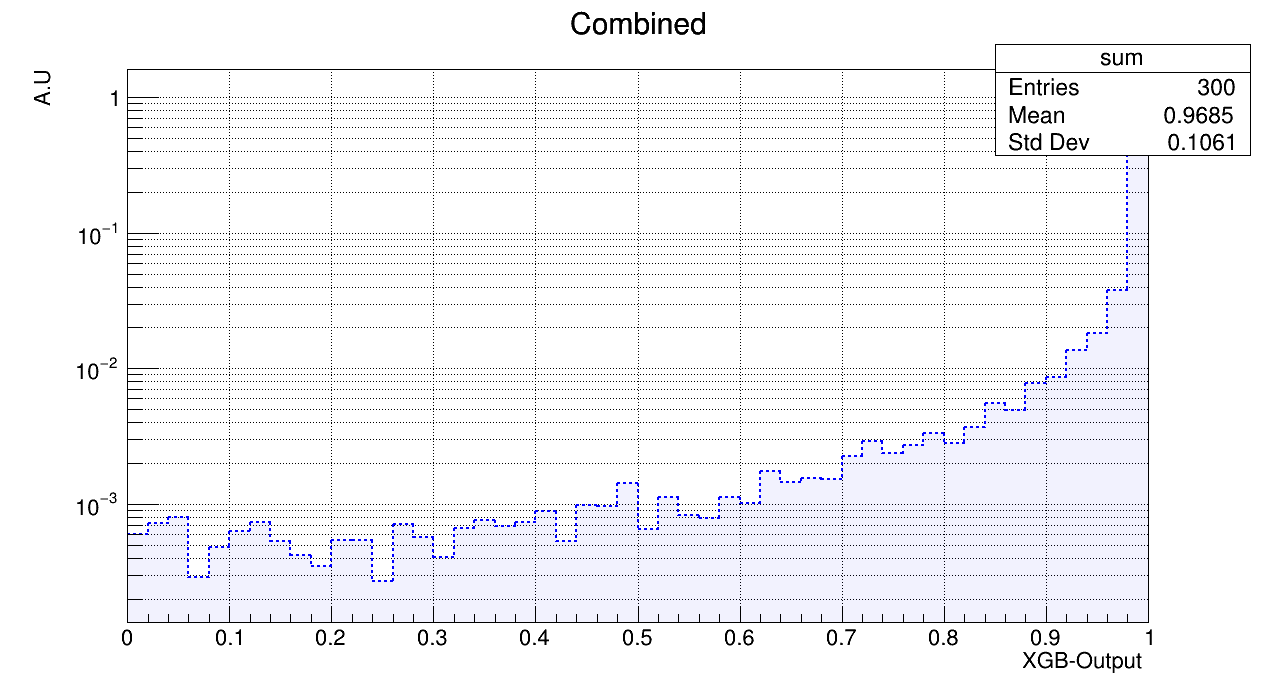 Combined
A.U
sum
Entries 300
Mean 0.9685
Std Dev 0.1061
1
10⁻¹
10⁻²
10⁻³
0 0.1 0.2 0.3 0.4 0.5 0.6 0.7 0.8 0.9 1
XGB-Output